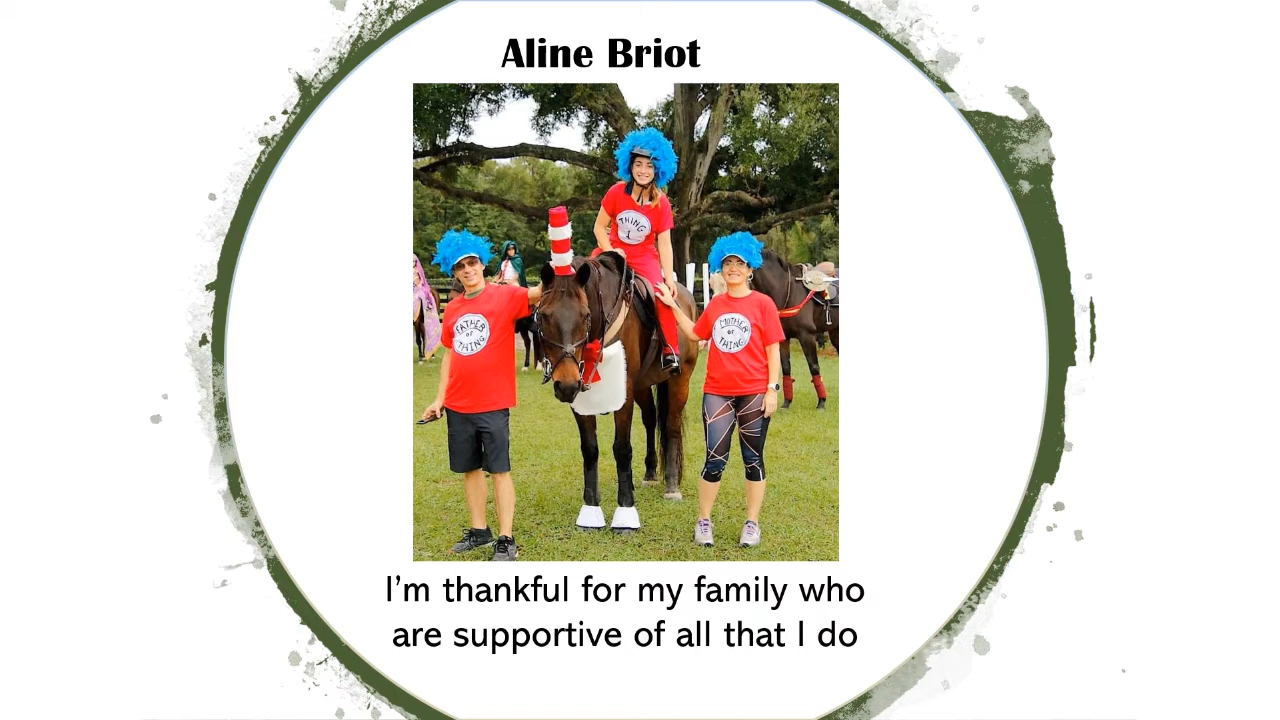 Aline Briot
THING
1
FATHER
OF
THING
MOTHER
OF
THING
I'm thankful for my family who
are supportive of all that I do